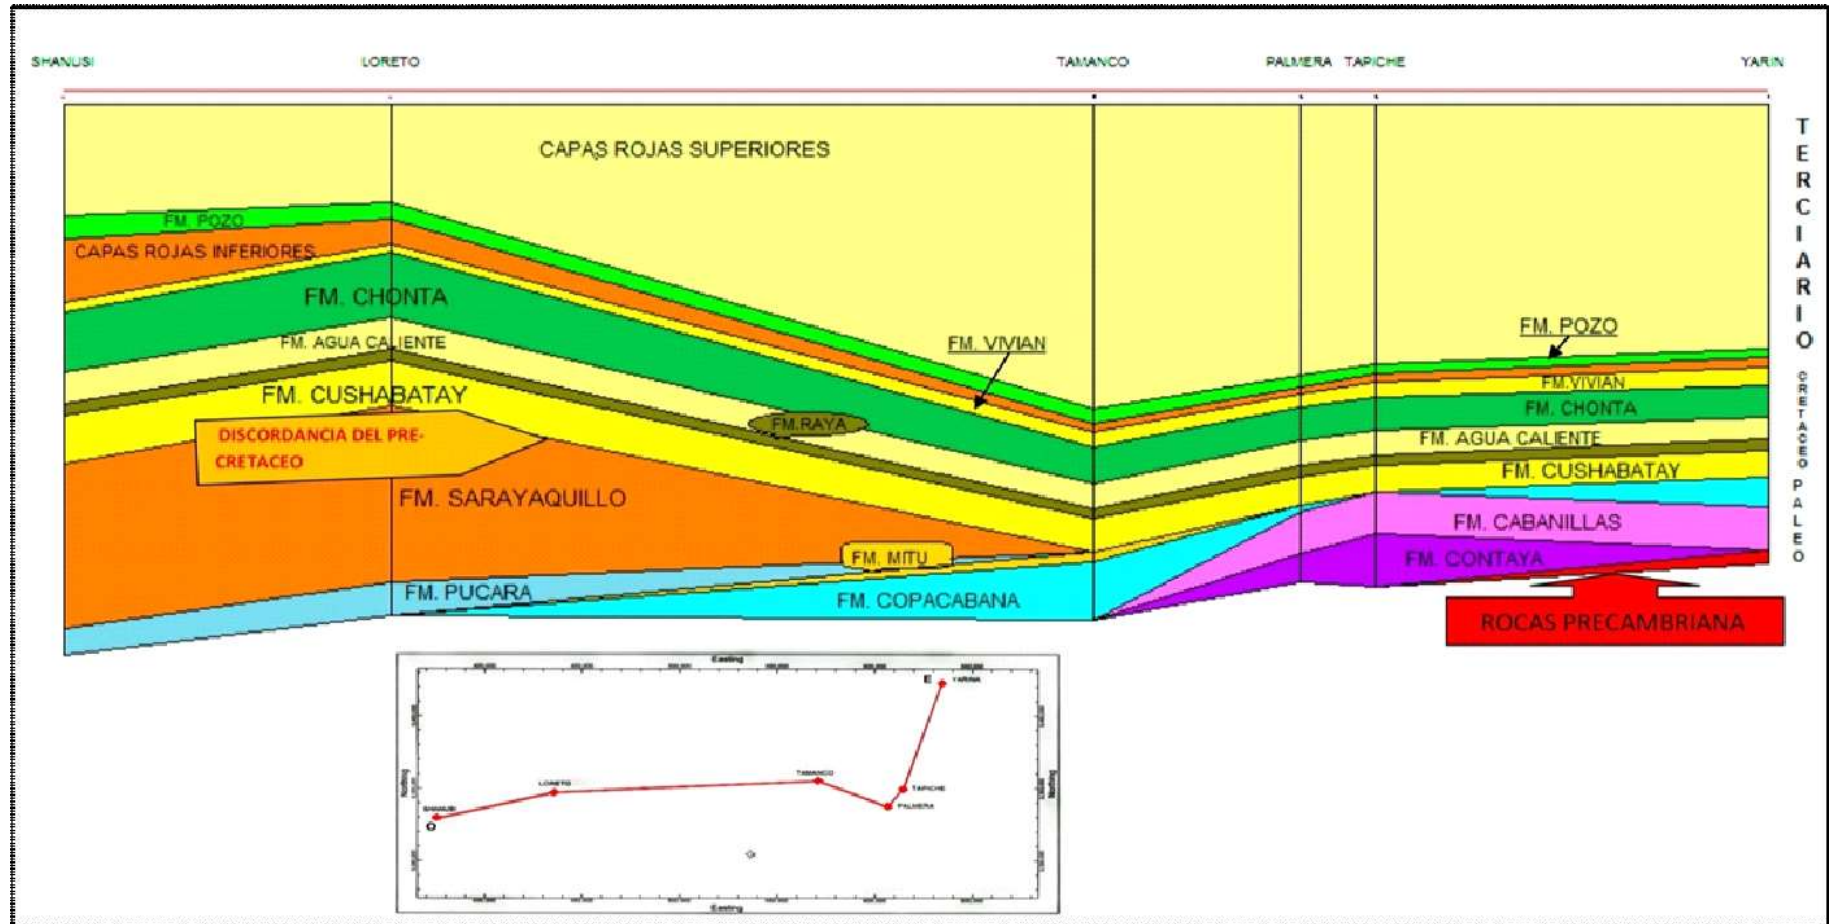 SHANUSI
LORETO
TAMANCO
PALMERA
TAPICHE
YARIN
CAPAS ROJAS SUPERIORES
TERCIARIO
FM. POZO
CAPAS ROJAS INFERIORES
FM. CHONTA
FM. VIVIAN
FM. POZO
FM. AGUA CALIENTE
FM.VIVIAN
CRETACEO
FM. CUSHABATAY
FM. CHONTA
FM.RAYA
DISCORDANCIA DEL PRE-
CRETACEO
FM. AGUA CALIENTE
FM. CUSHABATAY
FM. SARAYAQUILLO
PALEO
FM. CABANILLAS
FM. MITU
FM. CONTAYA
FM. PUCARA
FM. COPACABANA
ROCAS PRECAMBRIANA
Easting
E
YARINA
Northing
Northing
TAMANCO
LORETO
TAPICHE
SHANUSI
PALMERA
O
Easting